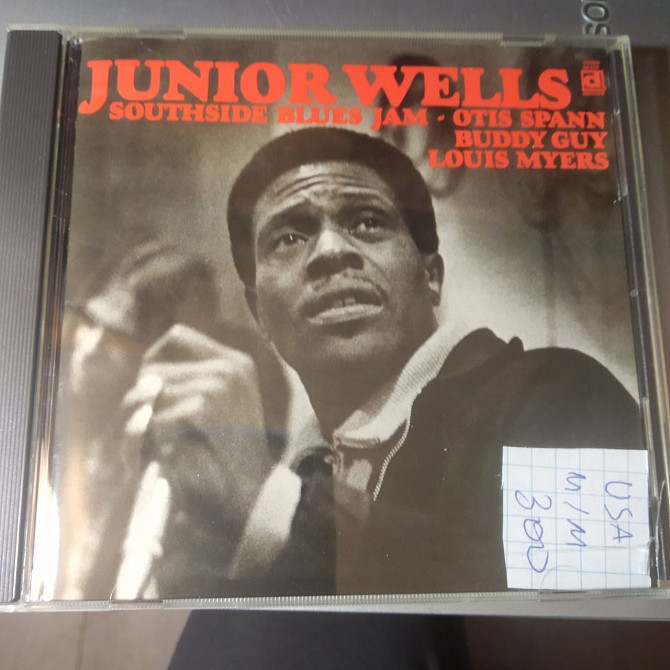 JUNIOR WELLS
SOUTHSIDE BLUES JAM - OTIS SPANN
BUDDY GUY
LOUIS MYERS
USA
M/M
300